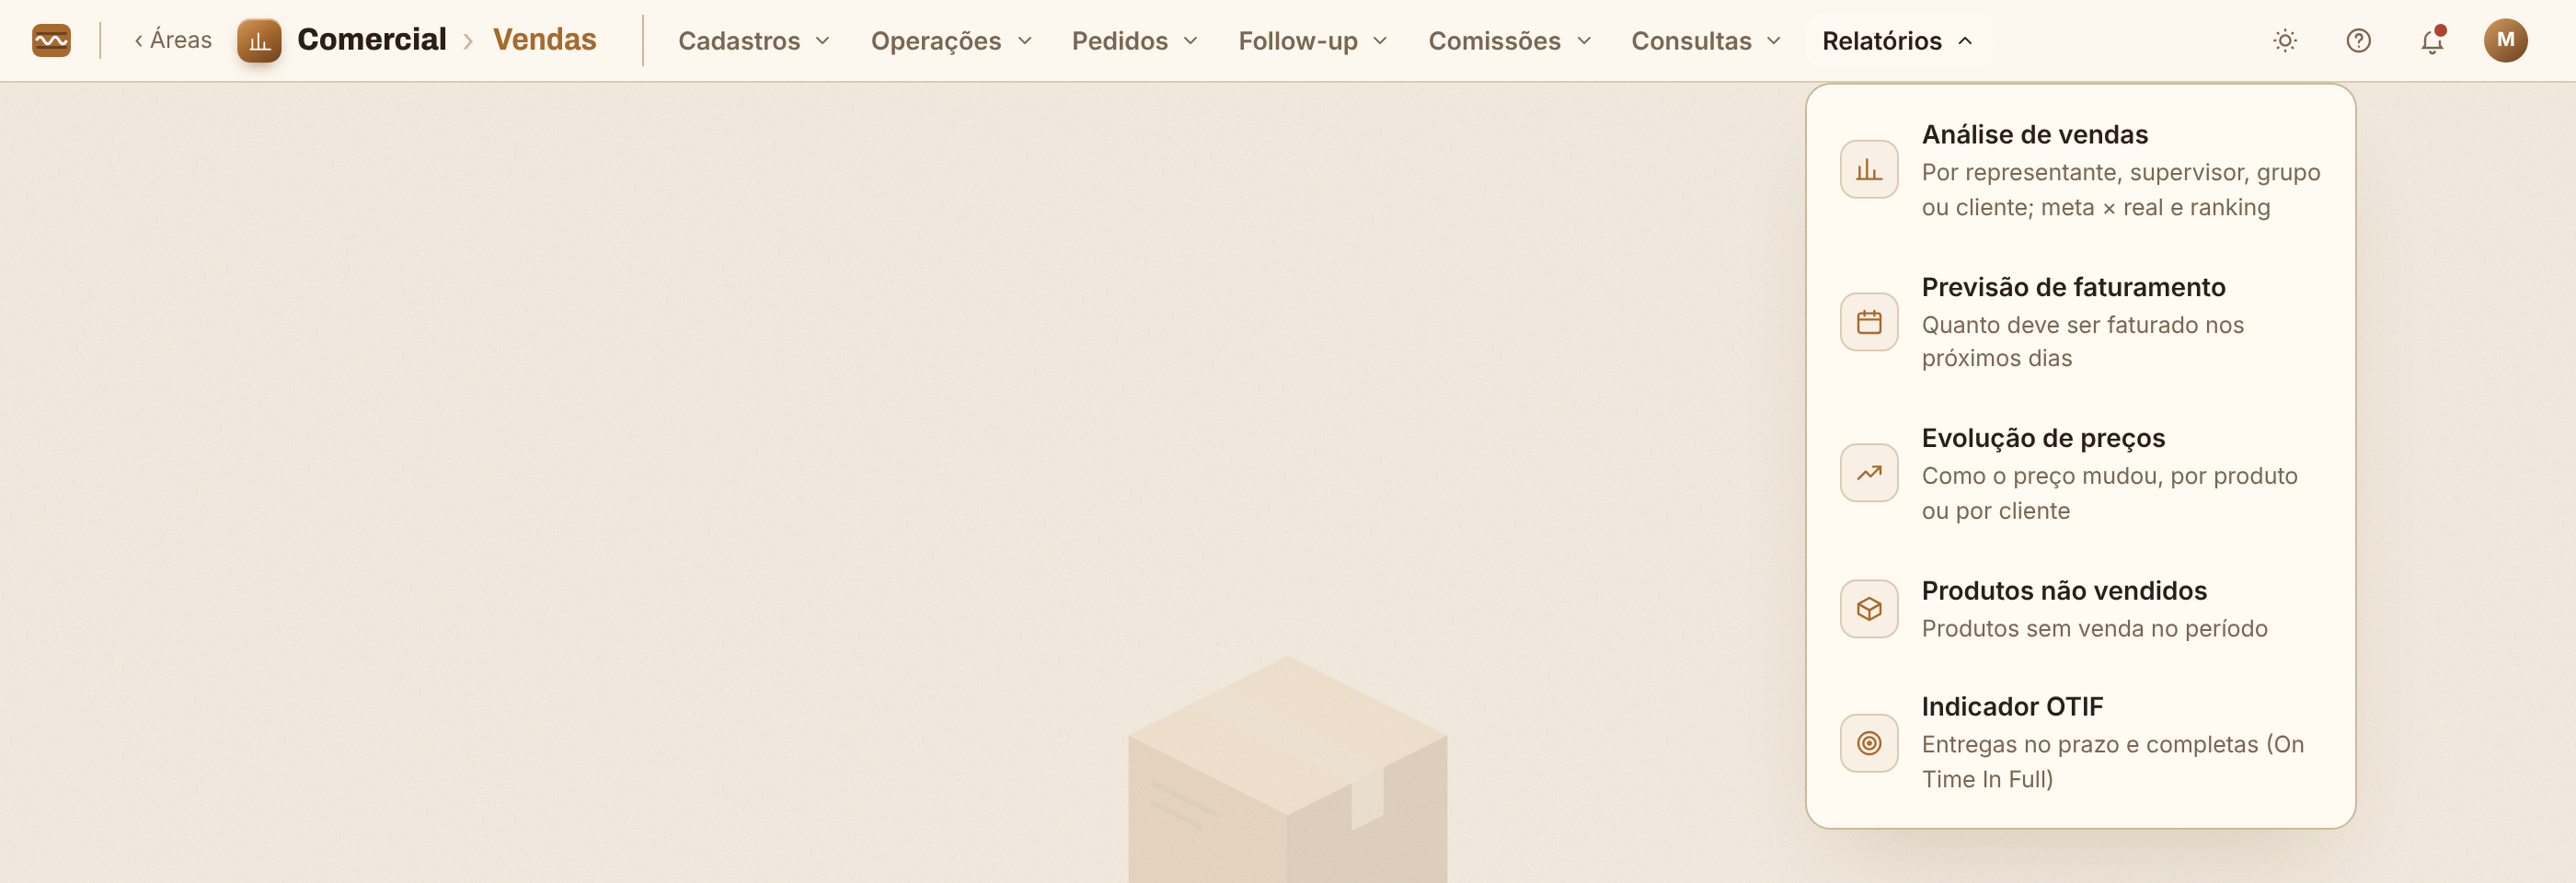 ‹ Áreas Comercial › Vendas Cadastros Operações Pedidos Follow-up Comissões Consultas Relatórios M
Análise de vendas
Por representante, supervisor, grupo
ou cliente; meta × real e ranking
Previsão de faturamento
Quanto deve ser faturado nos
próximos dias
Evolução de preços
Como o preço mudou, por produto
ou por cliente
Produtos não vendidos
Produtos sem venda no período
Indicador OTIF
Entregas no prazo e completas (On
Time In Full)